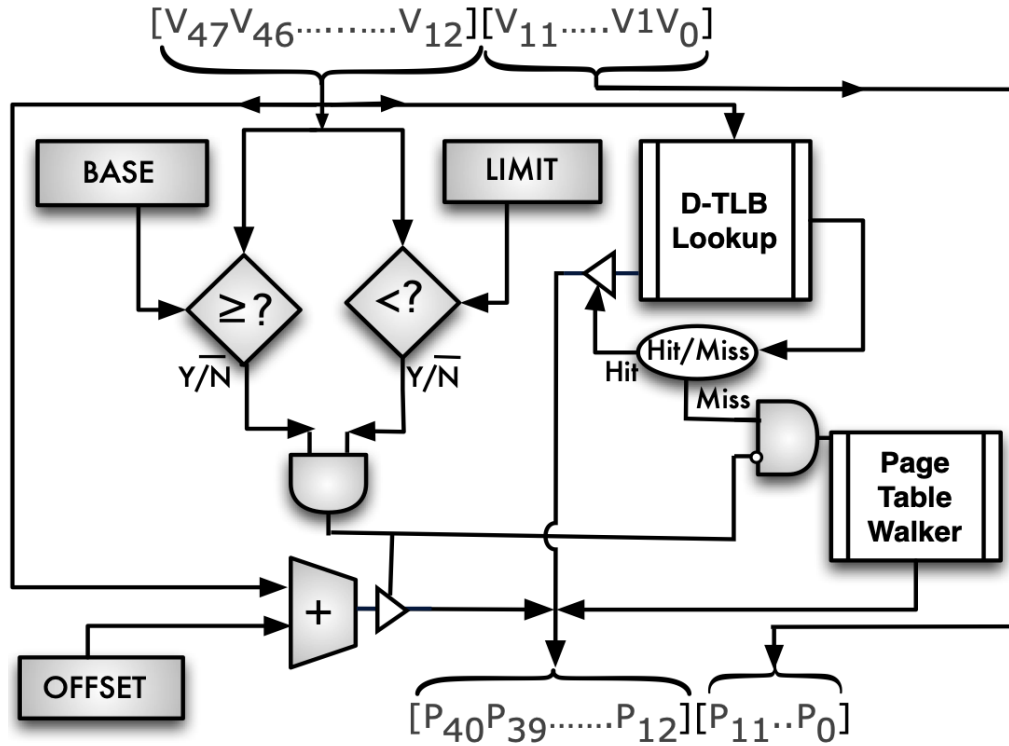 [V47V46..........V12][V11.....V1V0]
BASE
LIMIT
D-TLB
Lookup
≥?
<?
Hit/Miss
Y/N̅
Y/N̅
Hit
Miss
Page
Table
Walker
+
OFFSET
[P40P39.......P12][P11..P0]